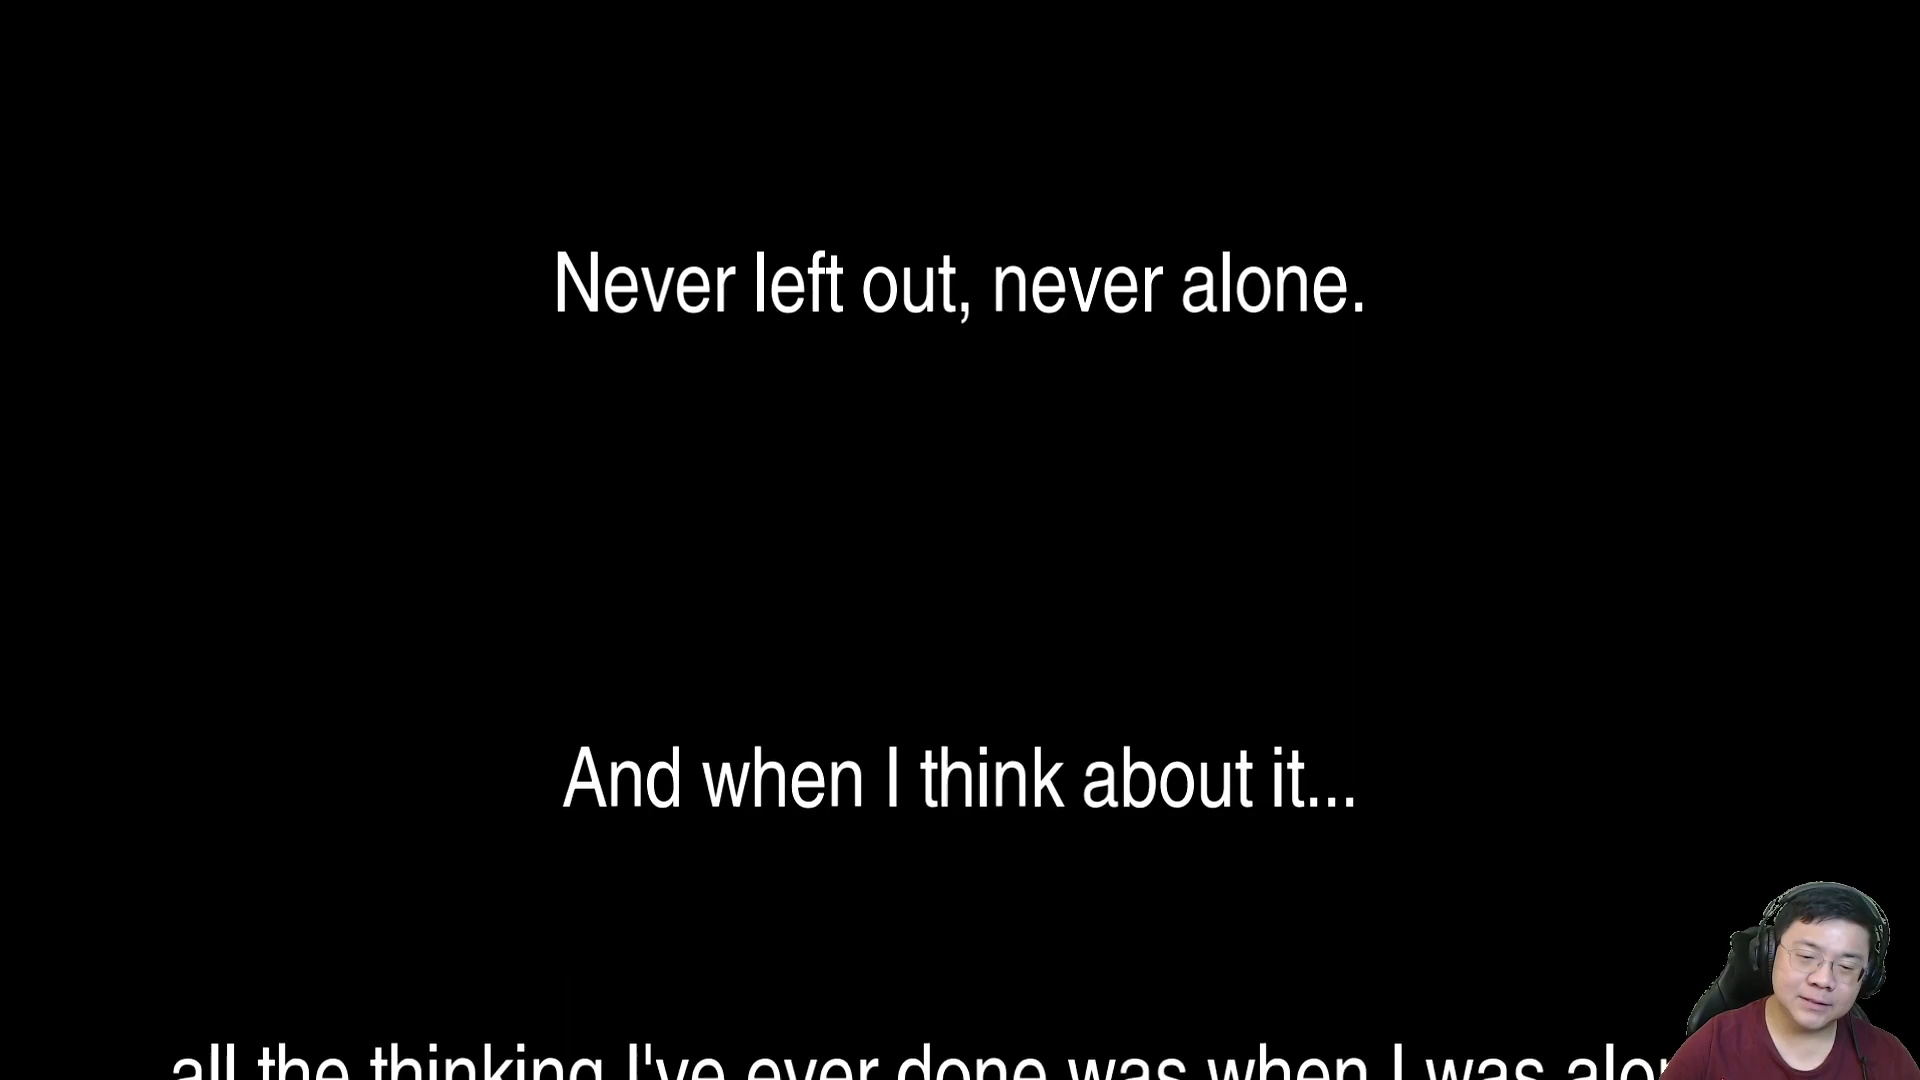 Never left out, never alone.
And when I think about it...
all the thinking I've ever done was when I was